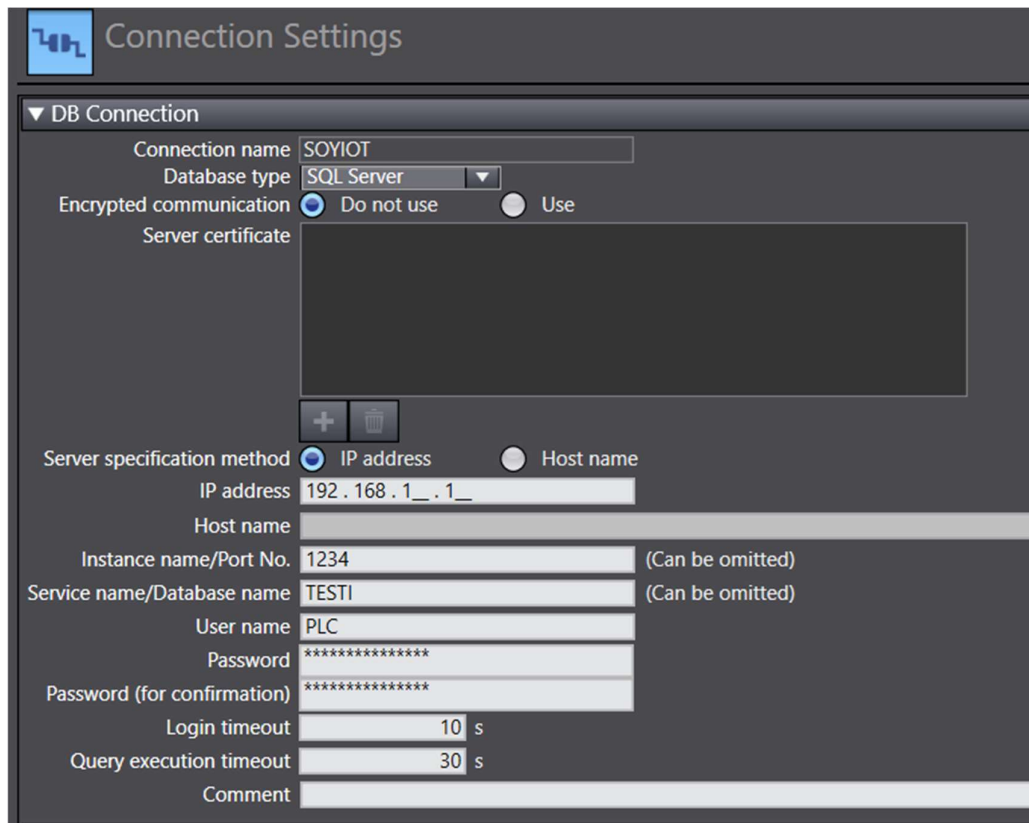 Connection Settings
▼ DB Connection
Connection name SOYIOT
Database type SQL Server ▼
Encrypted communication Do not use Use
Server certificate
+
Server specification method IP address Host name
IP address 192 . 168 . 1__ . 1__
Host name
Instance name/Port No. 1234 (Can be omitted)
Service name/Database name TESTI (Can be omitted)
User name PLC
Password ***************
Password (for confirmation) ***************
Login timeout 10 s
Query execution timeout 30 s
Comment